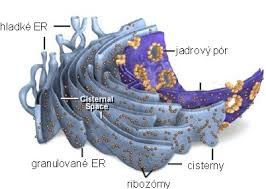 hladké ER
jadrový pór
Cisternal
Space
granulované ER
cisterny
ribozómy